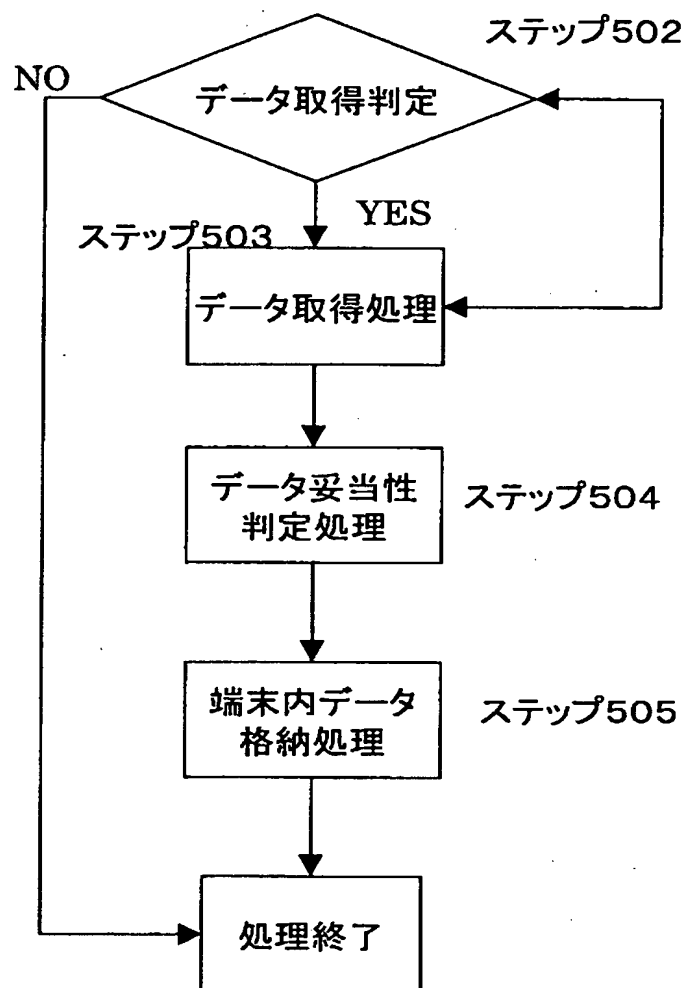 ステップ502
NO
データ取得判定
YES
ステップ503
データ取得処理
データ妥当性
判定処理
ステップ504
端末内データ
格納処理
ステップ505
処理終了